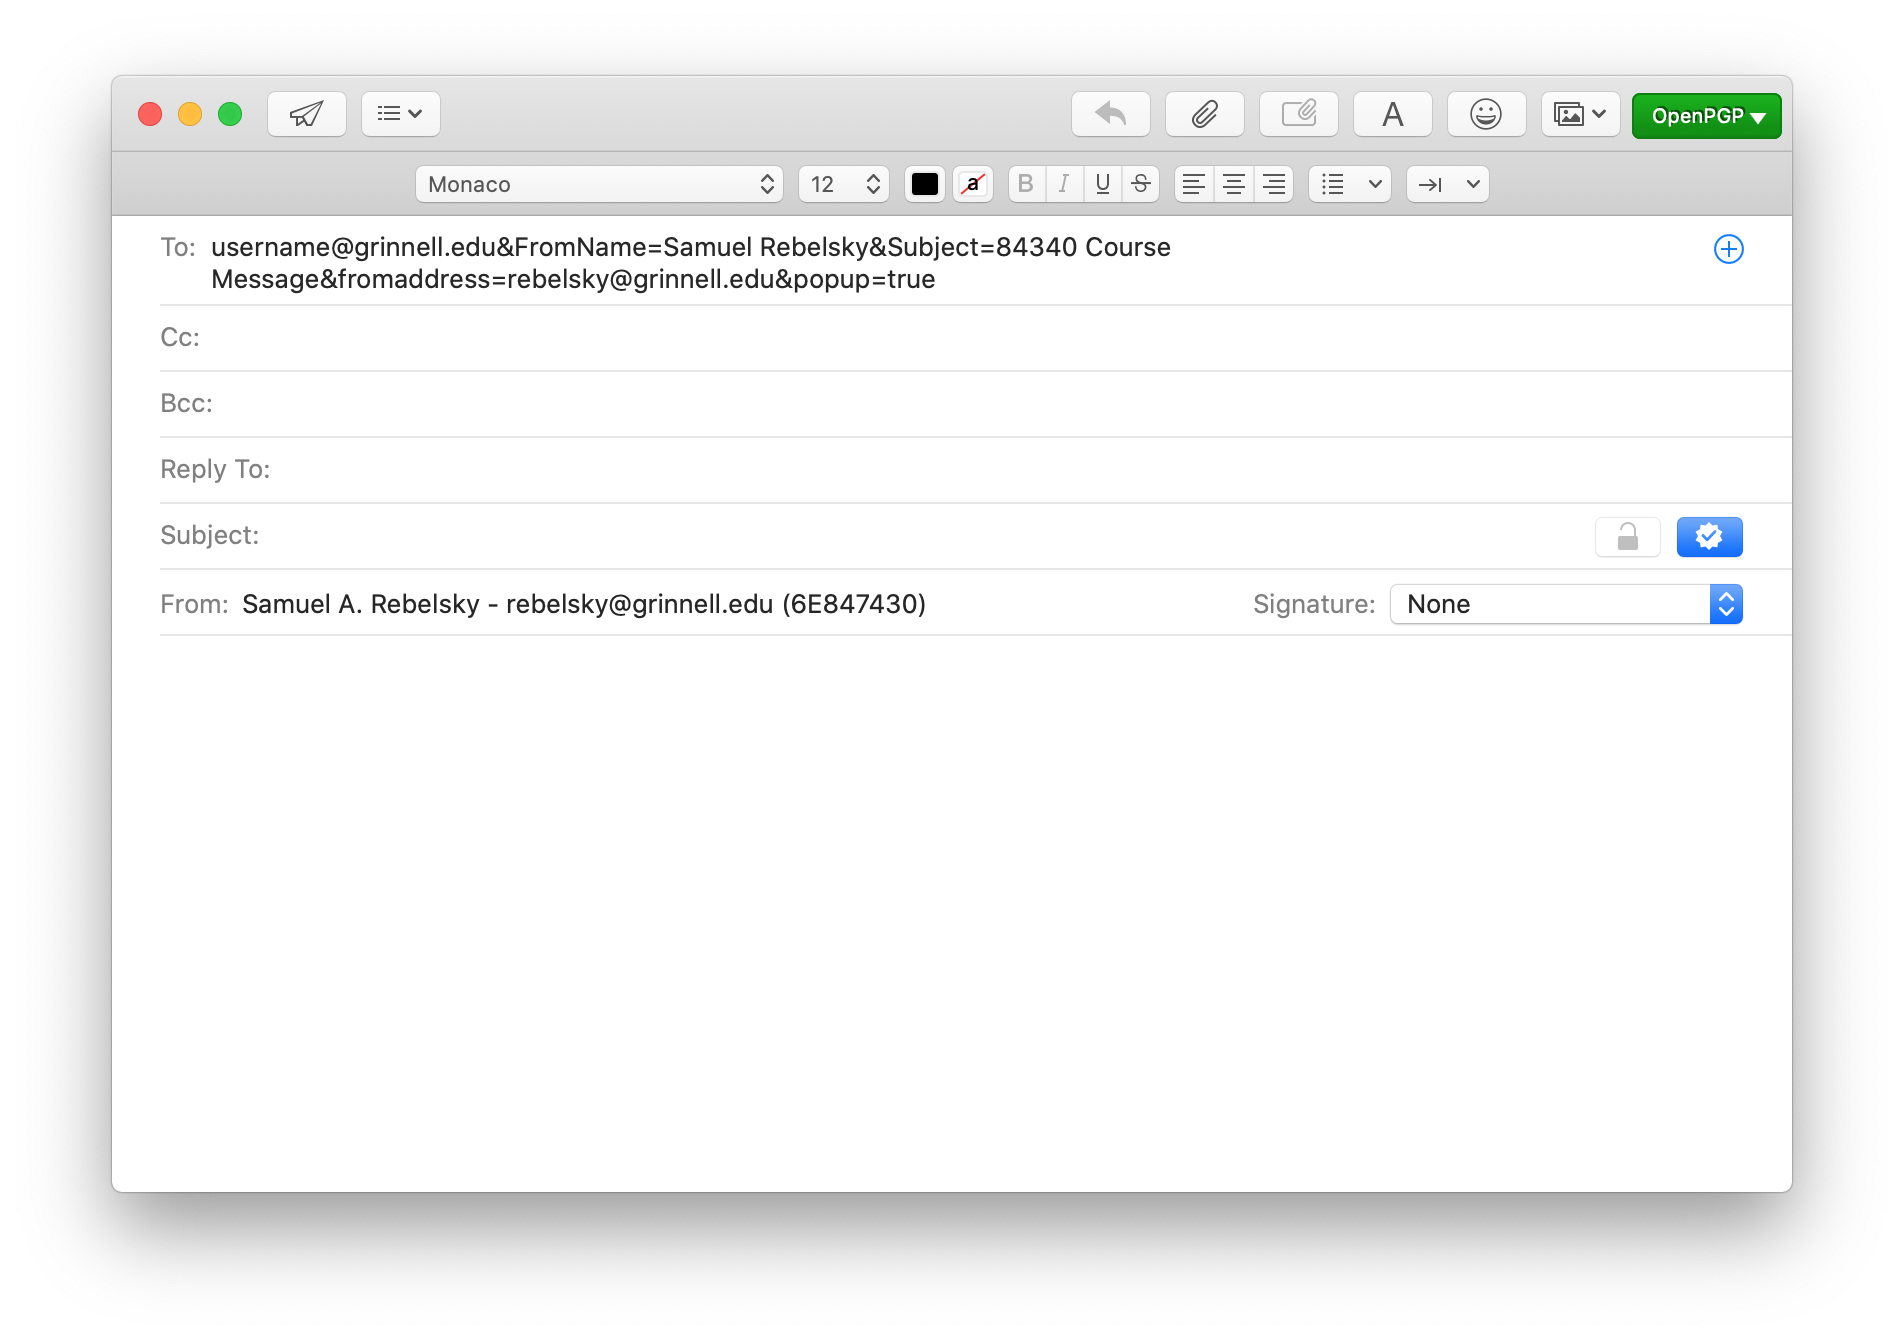 OpenPGP
Monaco 12 a B I U S
To: username@grinnell.edu&FromName=Samuel Rebelsky&Subject=84340 Course
Message&fromaddress=rebelsky@grinnell.edu&popup=true
Cc:
Bcc:
Reply To:
Subject:
From: Samuel A. Rebelsky - rebelsky@grinnell.edu (6E847430) Signature: None